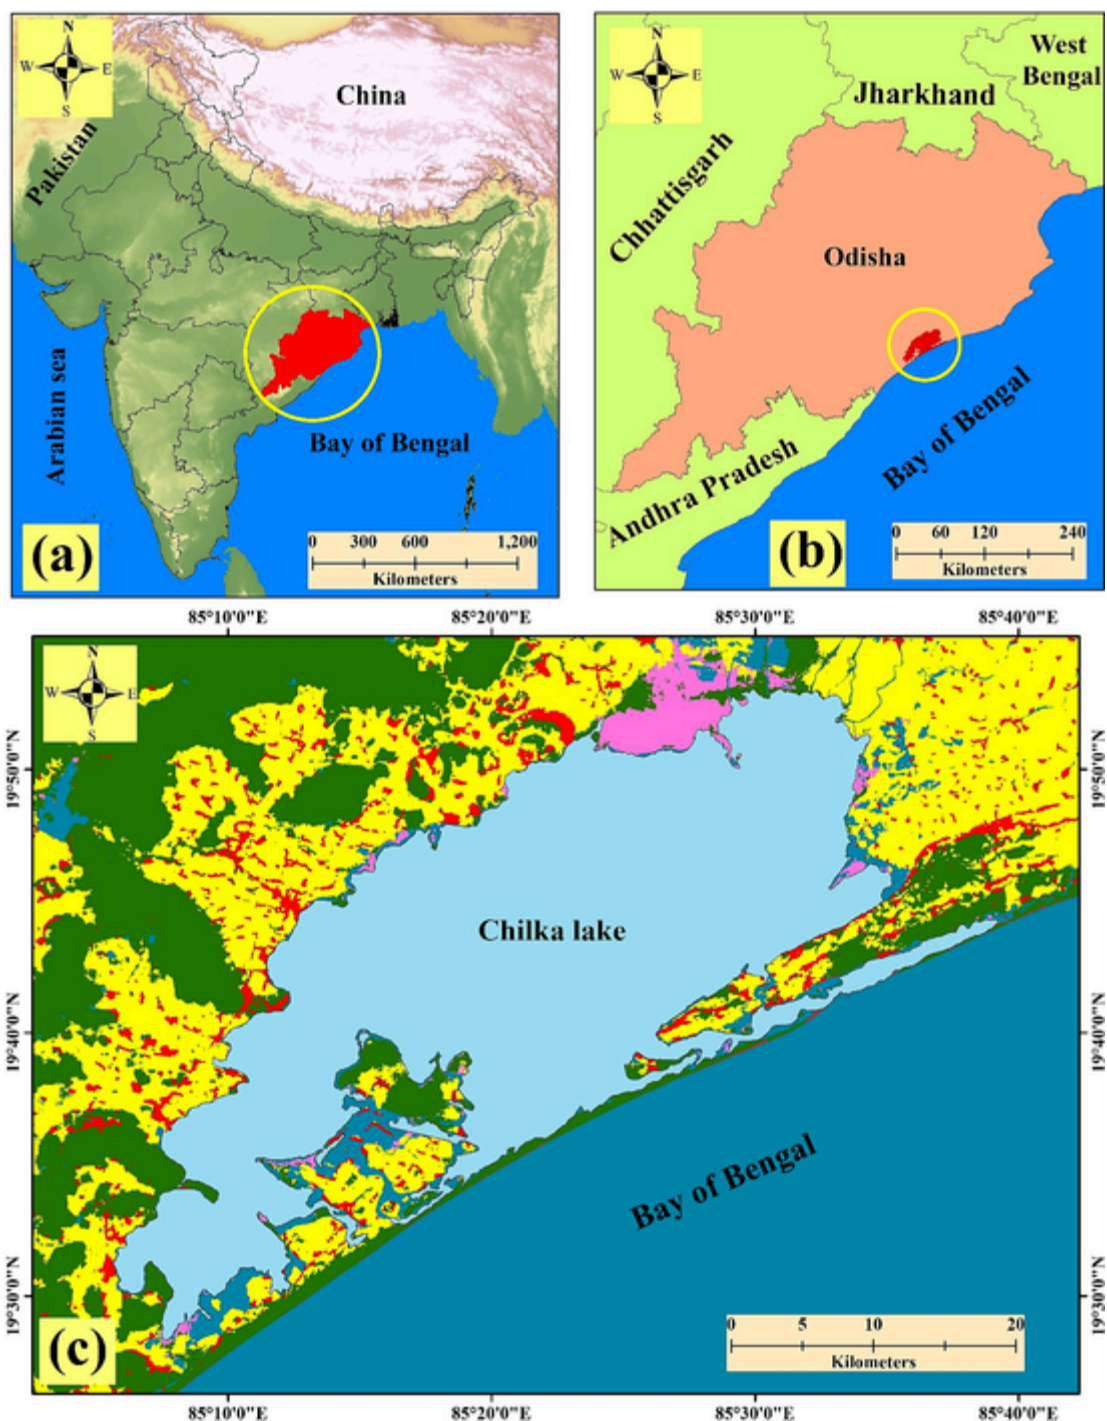 N
W E
S
China
Pakistan
Arabian sea
Bay of Bengal
(a)
0 300 600 1,200
Kilometers
N
W E
S
West
Bengal
Jharkhand
Chhattisgarh
Odisha
Bay of Bengal
Andhra Pradesh
(b)
0 60 120 240
Kilometers
85°10'0"E 85°20'0"E 85°30'0"E 85°40'0"E
N
W E
S
19°50'0"N 19°50'0"N
Chilka lake
19°40'0"N 19°40'0"N
Bay of Bengal
19°30'0"N 19°30'0"N
(c)
0 5 10 20
Kilometers
85°10'0"E 85°20'0"E 85°30'0"E 85°40'0"E